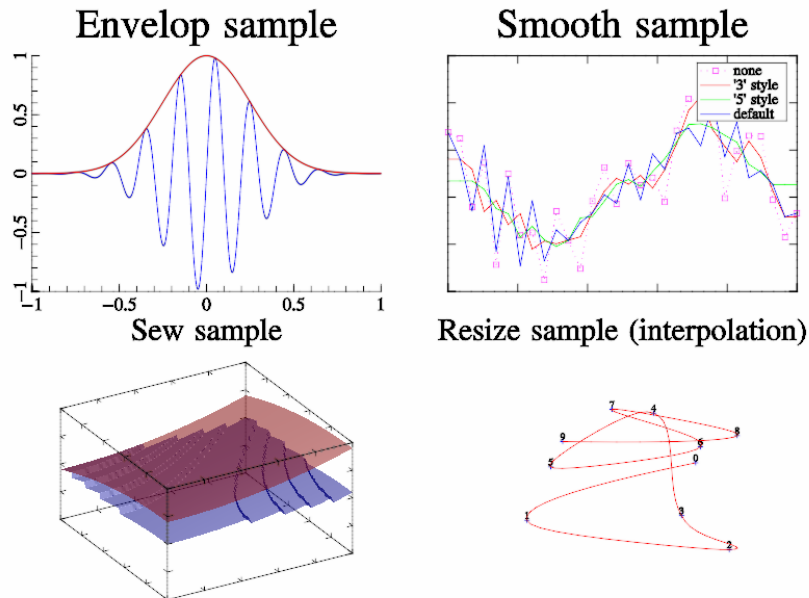 Envelop sample
1
0.5
0
−0.5
−1
−1
−0.5
0
0.5
1
Smooth sample
none
'3' style
'5' style
default
Sew sample
Resize sample (interpolation)
7
4
8
9
6
5
0
1
3
2